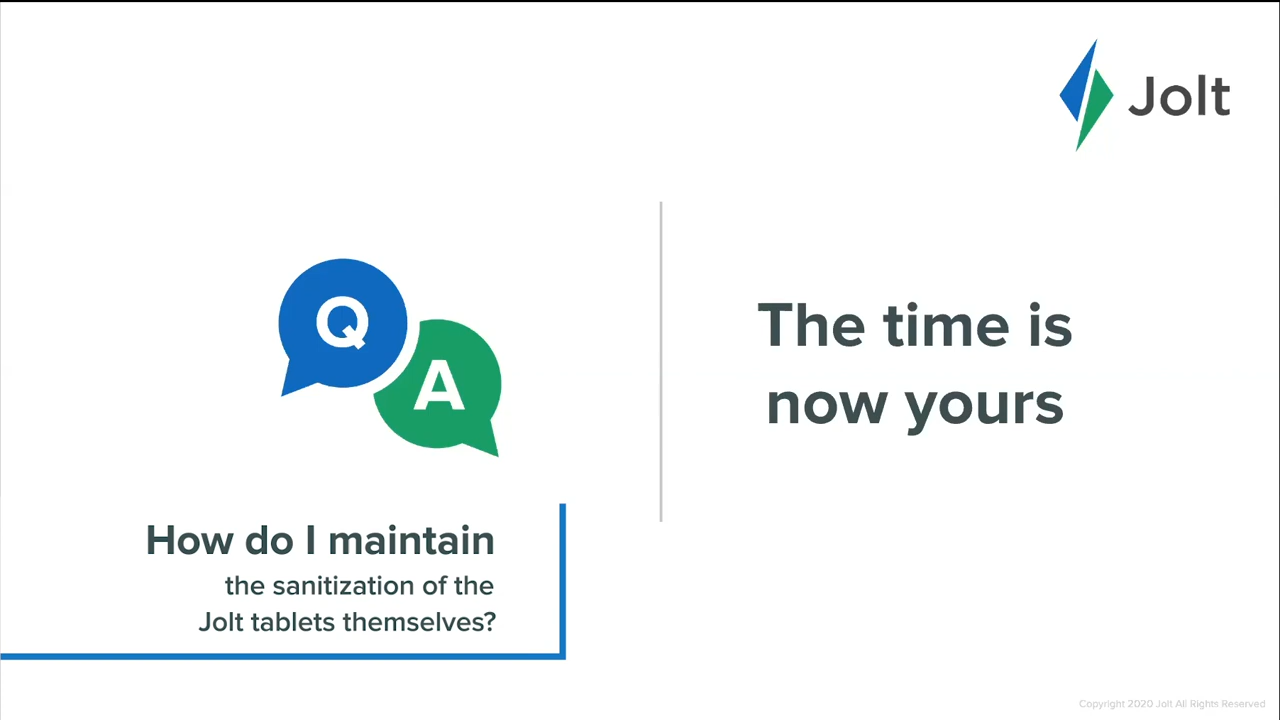 Jolt
Q
A
The time is
now yours
How do I maintain
the sanitization of the
Jolt tablets themselves?
Copyright 2020 Jolt All Rights Reserved